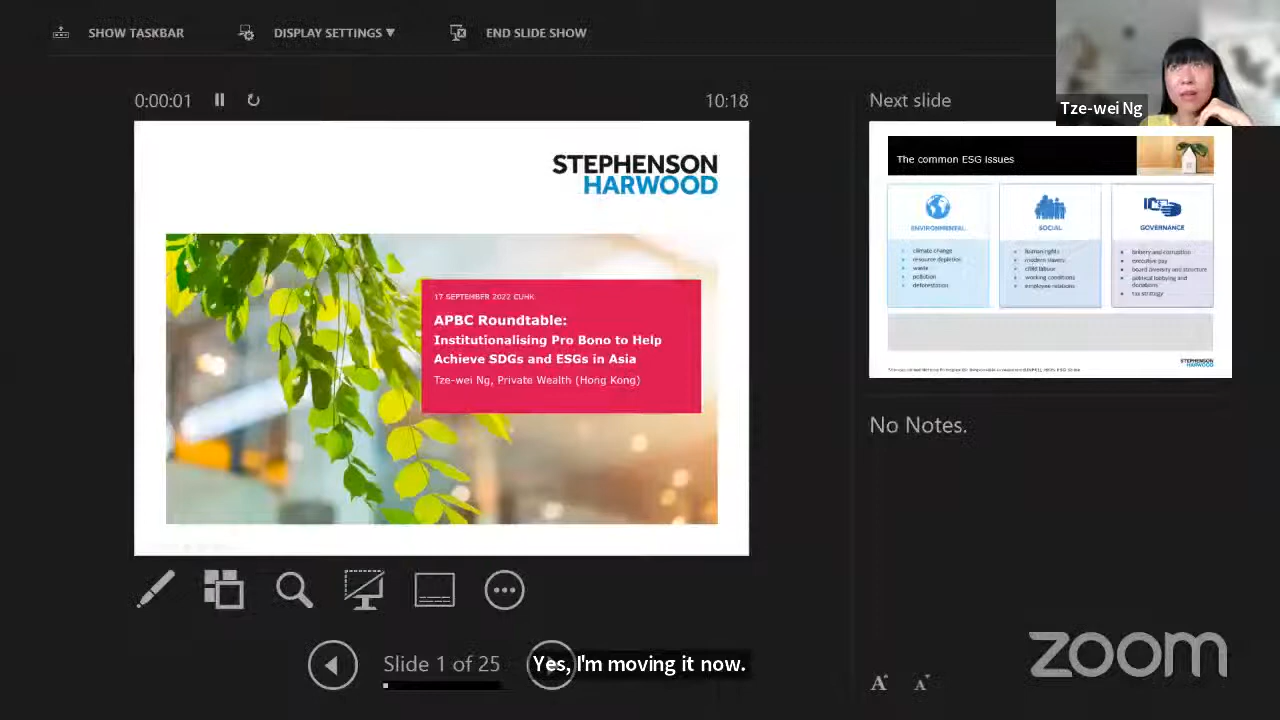 SHOW TASKBAR
DISPLAY SETTINGS ▼
END SLIDE SHOW
Tze-wei Ng
0:00:01
10:18
Next slide
STEPHENSON
HARWOOD
17 SEPTEMBER 2022 CUHK
APBC Roundtable:
Institutionalising Pro Bono to Help
Achieve SDGs and ESGs in Asia
Tze-wei Ng, Private Wealth (Hong Kong)
The common ESG issues
ENVIRONMENTAL
climate change
resource depletion
waste
pollution
deforestation
SOCIAL
human rights
modern slavery
child labour
working conditions
employee relations
GOVERNANCE
bribery and corruption
executive pay
board diversity and structure
political lobbying and
donations
tax strategy
STEPHENSON
HARWOOD
No Notes.
Slide 1 of 25
Yes, I'm moving it now.
zoom
A A